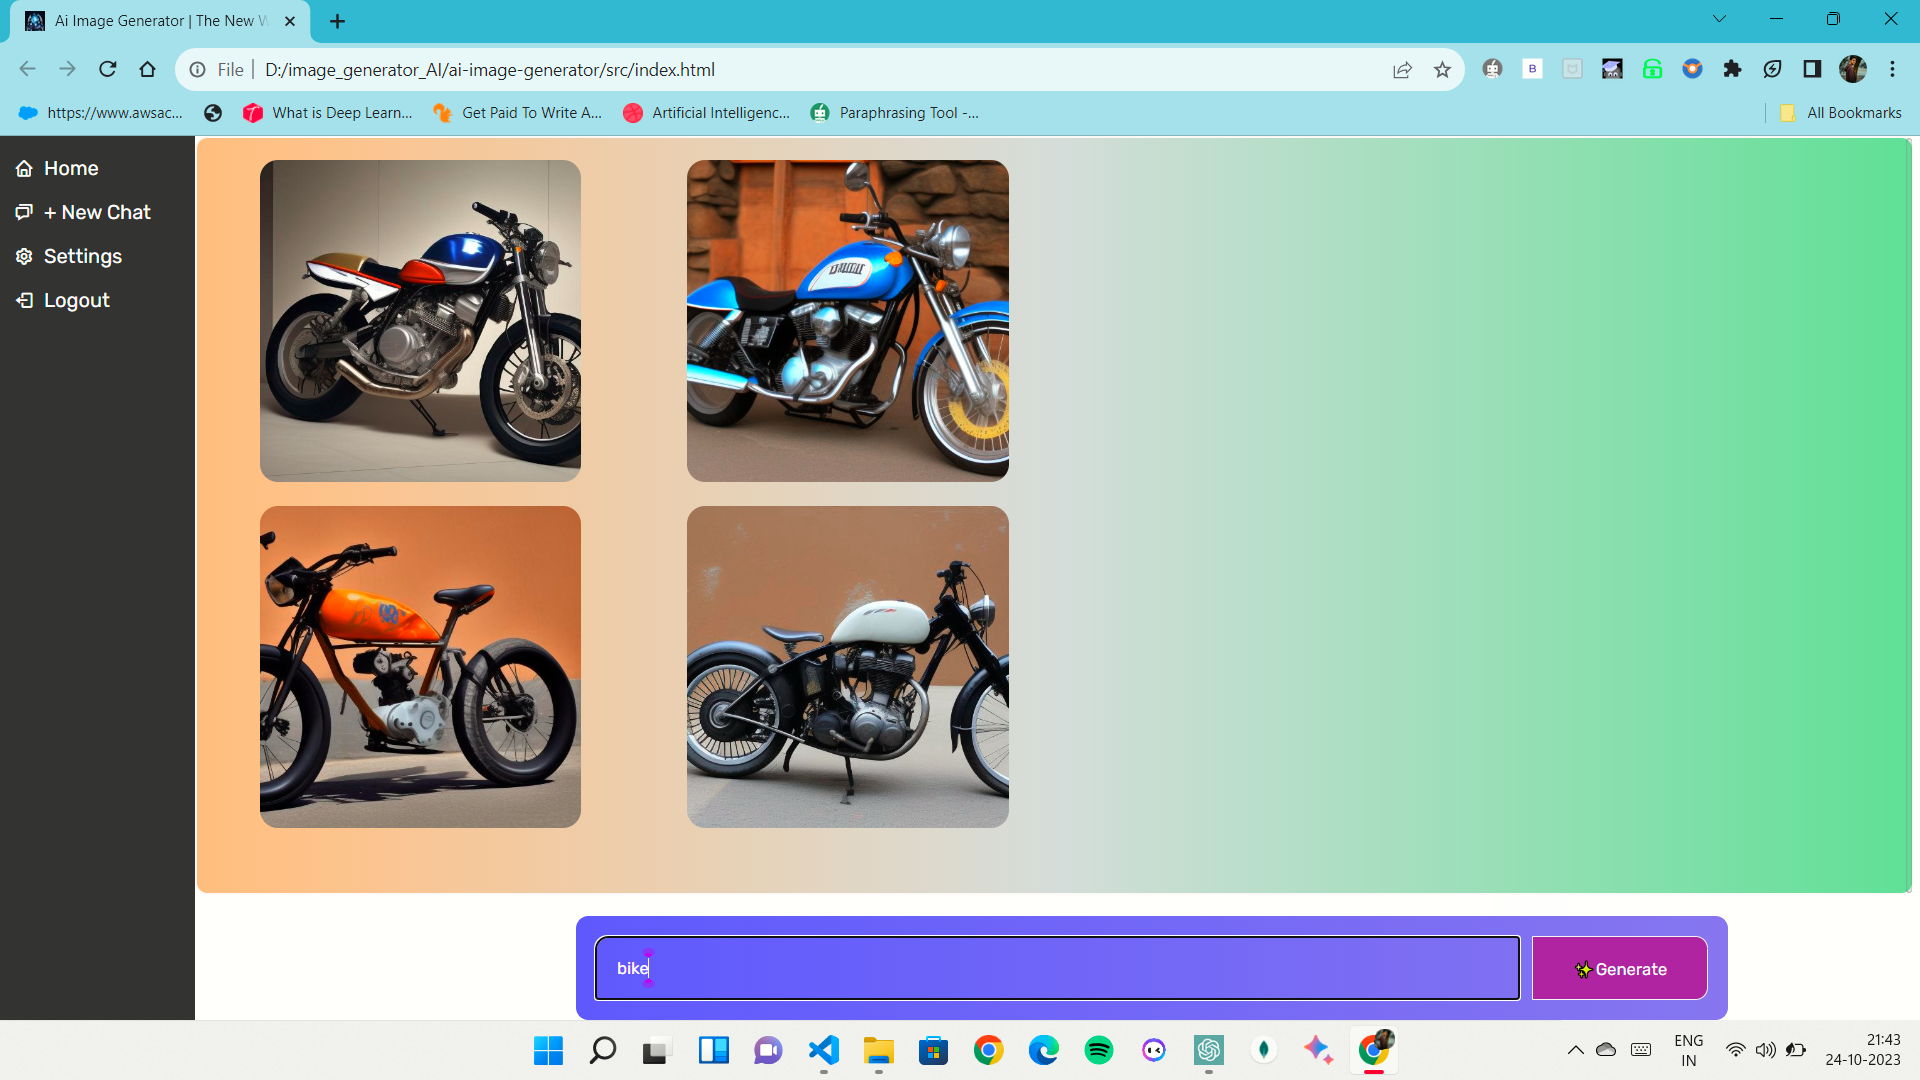 Ai Image Generator | The New W
File
D:/image_generator_AI/ai-image-generator/src/index.html
B
https://www.awsac...
What is Deep Learn...
Get Paid To Write A...
Artificial Intelligenc...
Paraphrasing Tool -...
All Bookmarks
Home
+ New Chat
Settings
Logout
bike
✨Generate
ENG
IN
21:43
24-10-2023